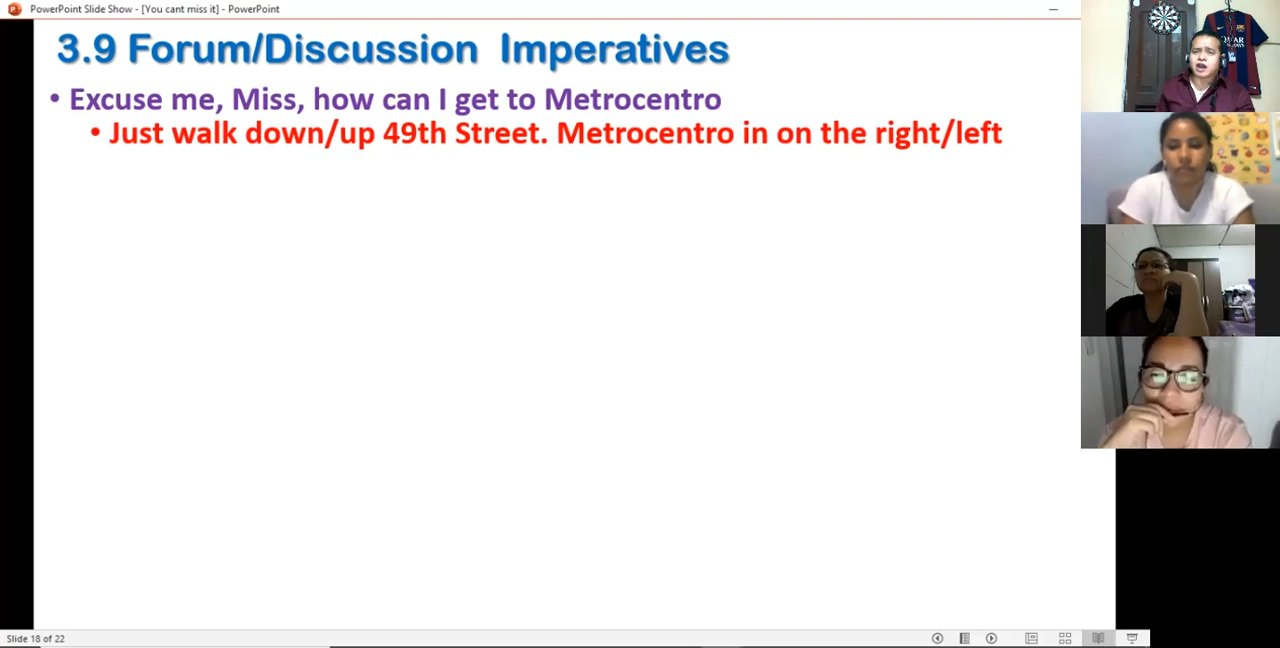 PowerPoint Slide Show - [You cant miss it] - PowerPoint
3.9 Forum/Discussion Imperatives
• Excuse me, Miss, how can I get to Metrocentro
• Just walk down/up 49th Street. Metrocentro in on the right/left
Slide 18 of 22